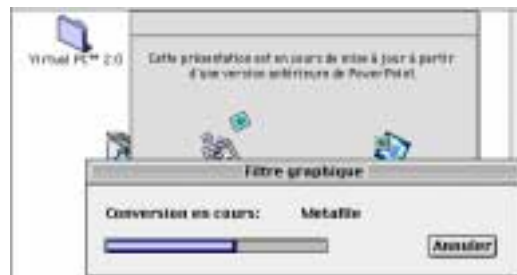 Virtual PC™ 2.0
Cette présentation est en cours de mise à jour à partir
d'une version antérieure de PowerPoint.
Filtre graphique
Conversion en cours: Metafile
Annuler